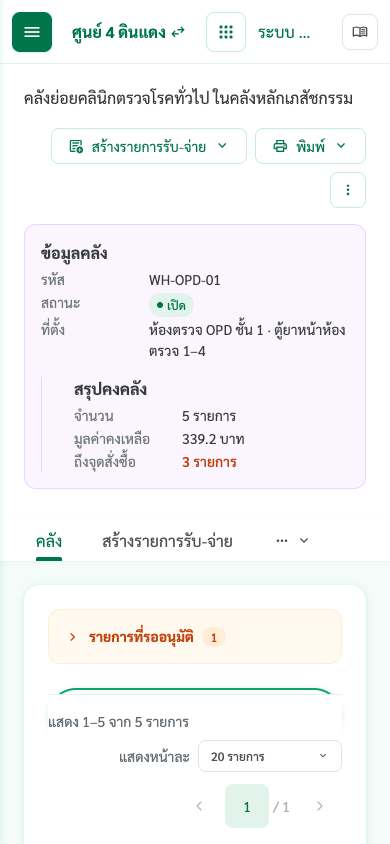 ศูนย์ 4 ดินแดง
ระบบ ...
คลังย่อยคลินิกตรวจโรคทั่วไป ในคลังหลักเภสัชกรรม
สร้างรายการรับ-จ่าย
พิมพ์
ข้อมูลคลัง
รหัส WH-OPD-01
สถานะ เปิด
ที่ตั้ง ห้องตรวจ OPD ชั้น 1 · ตู้ยาหน้าห้อง
ตรวจ 1–4
สรุปคงคลัง
จำนวน 5 รายการ
มูลค่าคงเหลือ 339.2 บาท
ถึงจุดสั่งซื้อ 3 รายการ
คลัง สร้างรายการรับ-จ่าย ...
รายการที่รออนุมัติ 1
แสดง 1–5 จาก 5 รายการ
แสดงหน้าละ 20 รายการ
1 / 1